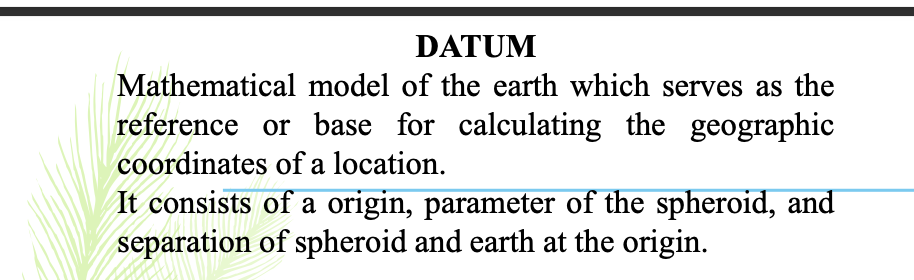 DATUM
Mathematical model of the earth which serves as the
reference or base for calculating the geographic
coordinates of a location.
It consists of a origin, parameter of the spheroid, and
separation of spheroid and earth at the origin.